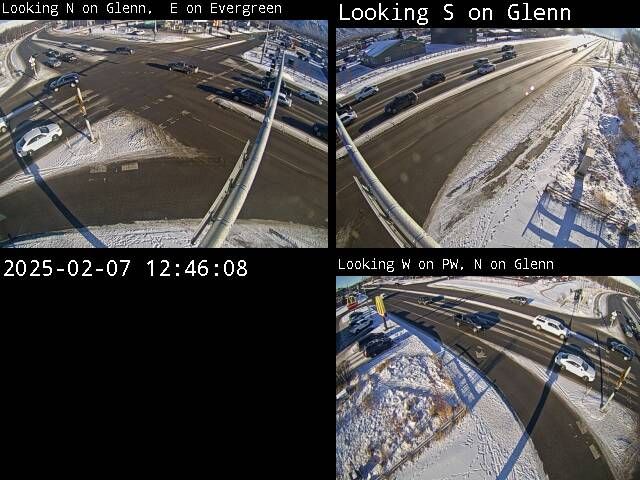 Looking N on Glenn,  E on Evergreen
Looking S on Glenn
2025-02-07 12:46:08
Looking W on PW, N on Glenn